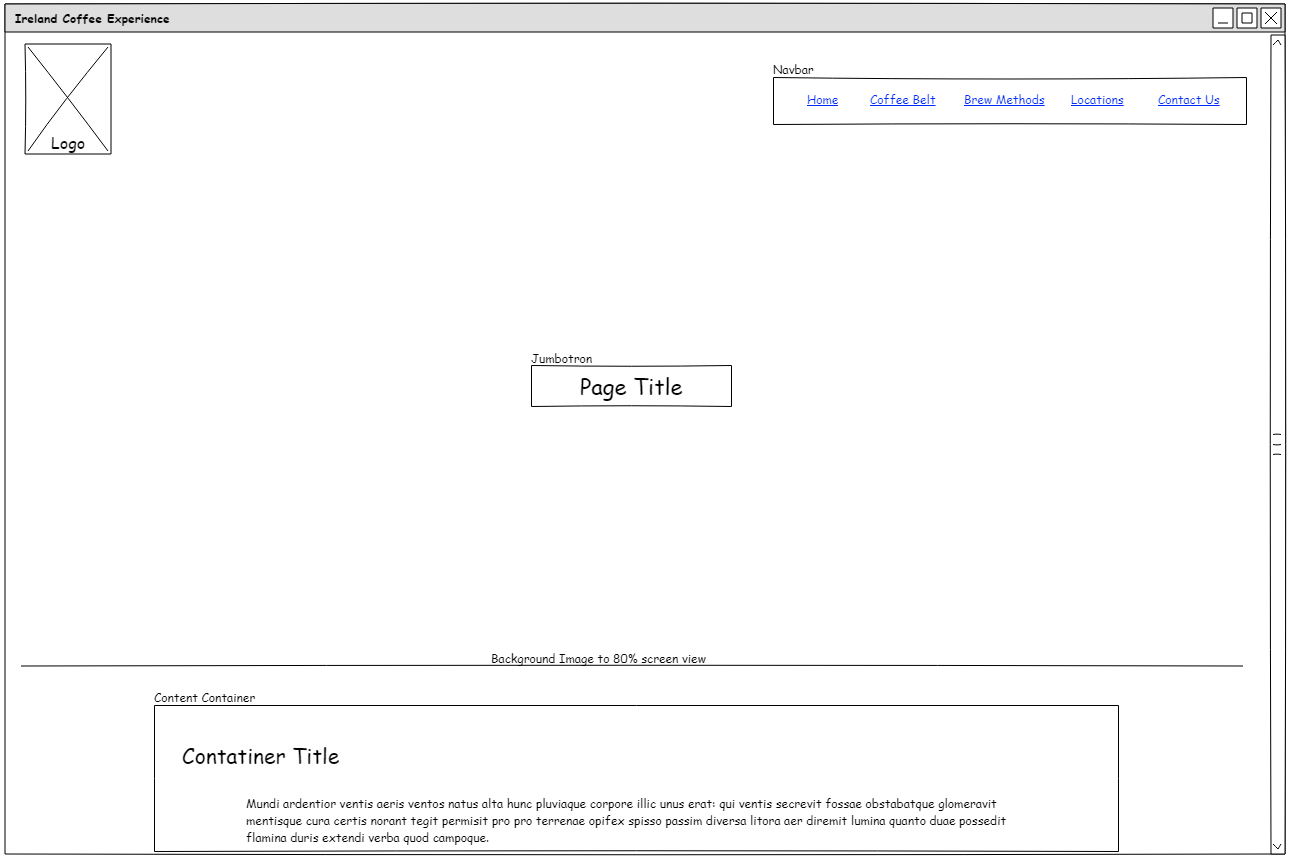 Ireland Coffee Experience
Logo
Navbar
Home Coffee Belt Brew Methods Locations Contact Us
Jumbotron
Page Title
Background Image to 80% screen view
Content Container
Contatiner Title
Mundi ardentior ventis aeris ventos natus alta hunc pluviaque corpore illic unus erat: qui ventis secrevit fossae obstabatque glomeravit
mentisque cura certis norant tegit permisit pro pro terrenae opifex spisso passim diversa litora aer diremit lumina quanto duae possedit
flamina duris extendi verba quod campoque.